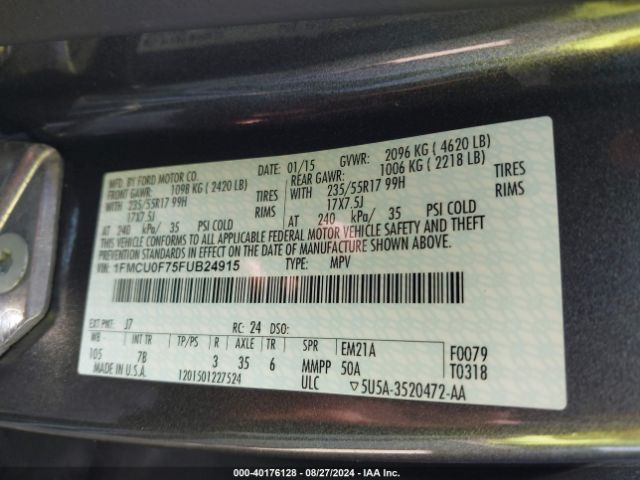 MFD. BY FORD MOTOR CO.
DATE: 01/15 GVWR: 2096 KG ( 4620 LB)
FRONT GAWR: 1098 KG ( 2420 LB) REAR GAWR: 1006 KG ( 2218 LB)
WITH 235/55R17 99H TIRES WITH 235/55R17 99H TIRES
17X7.5J RIMS 17X7.5J RIMS
AT 240 kPa/ 35 PSI COLD AT 240 kPa/ 35 PSI COLD
THIS VEHICLE CONFORMS TO ALL APPLICABLE FEDERAL MOTOR VEHICLE SAFETY AND THEFT
PREVENTION STANDARDS IN EFFECT ON THE DATE OF MANUFACTURE SHOWN ABOVE.
VIN: 1FMCU0F75FUB24915 TYPE: MPV
EXT PNT: J7 RC: 24 DSO:
WB INT TR TP/PS R AXLE TR SPR EM21A F0079
105 7B 3 35 6 MMPP 50A T0318
MADE IN U.S.A. 1201501227524 ULC ▽5U5A-3520472-AA
000-40176128 - 08/27/2024 - IAA Inc.